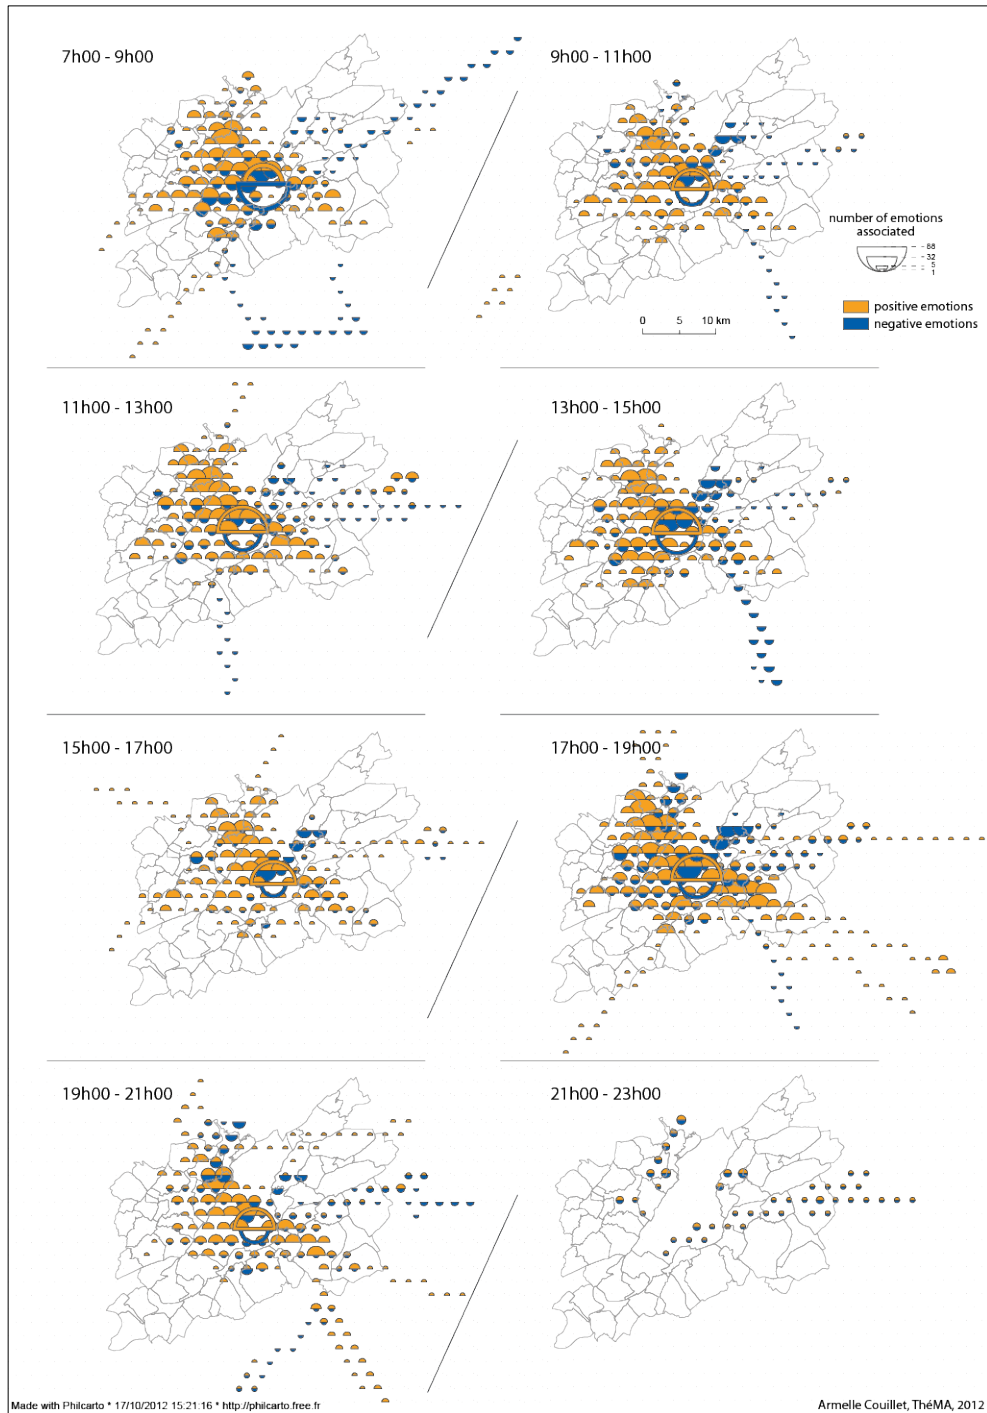 7h00 - 9h00
9h00 - 11h00
number of emotions
associated
88
32
5
1
positive emotions
negative emotions
0 5 10 km
11h00 - 13h00
13h00 - 15h00
15h00 - 17h00
17h00 - 19h00
19h00 - 21h00
21h00 - 23h00
Made with Philcarto * 17/10/2012 15:21:16 * http://philcarto.free.fr
Armelle Couillet, ThéMA, 2012